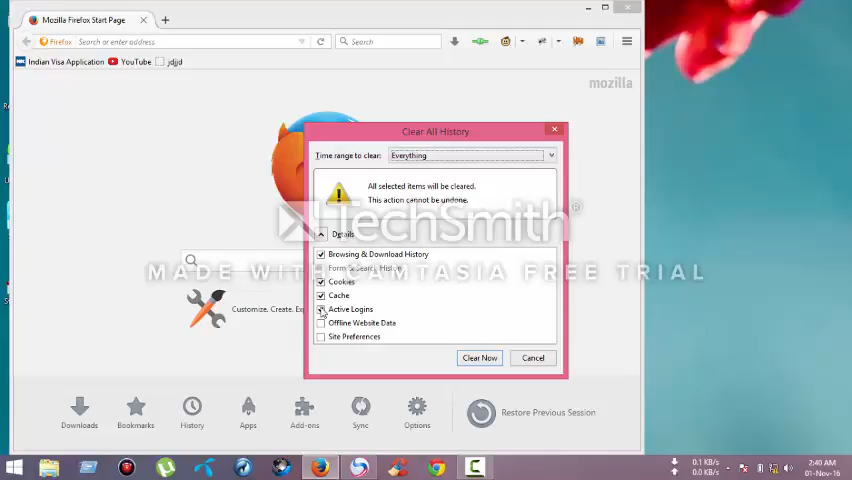 Mozilla Firefox Start Page
Firefox
Search or enter address
Search
Indian Visa Application
YouTube
jdjjd
mozilla
Clear All History
Time range to clear:
Everything
All selected items will be cleared.
This action cannot be undone.
TechSmith®
Details
Browsing & Download History
Form & Search History
MADE WITH CAMTASIA FREE TRIAL
Cookies
Cache
Active Logins
Customize. Create. Ex
Offline Website Data
Site Preferences
Clear Now
Cancel
Downloads
Bookmarks
History
Apps
Add-ons
Sync
Options
Restore Previous Session
0.1 KB/s
0.0 KB/s
2:40 AM
01-Nov-16